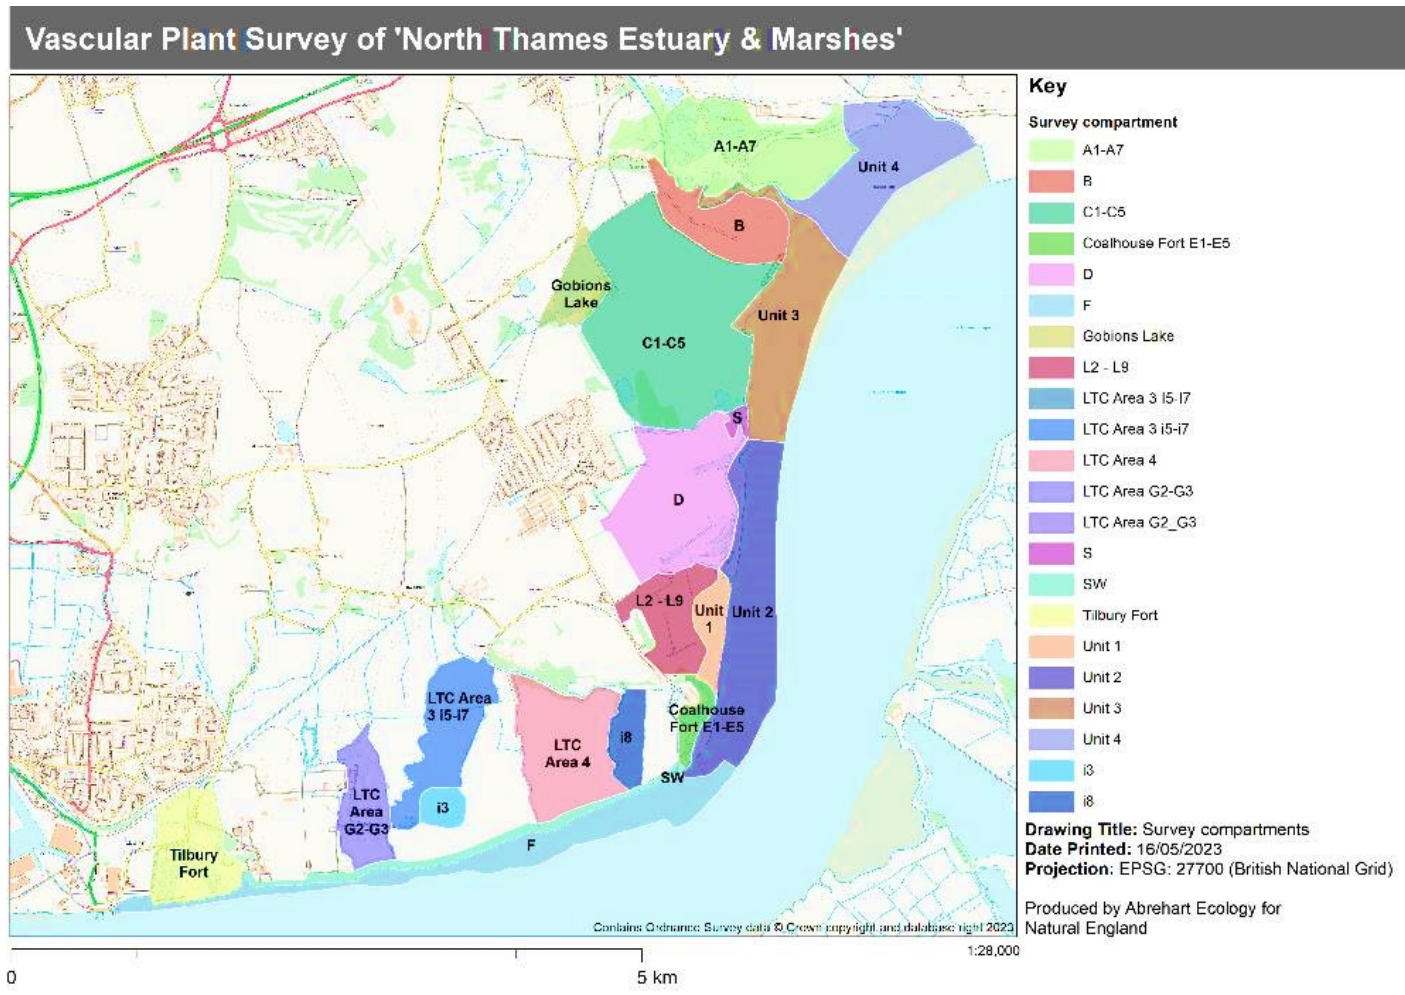 Vascular Plant Survey of 'North Thames Estuary & Marshes'
A1-A7
Unit 4
B
Gobions
Lake
C1-C5
Unit 3
S
D
L2 - L9
Unit
1
Unit 2
LTC Area
3 I5-I7
Coalhouse
Fort E1-E5
LTC
Area 4
i8
SW
LTC
Area
G2-G3
i3
F
Tilbury
Fort
Contains Ordnance Survey data © Crown copyright and database right 2023
1:28,000
0
5 km
Key
Survey compartment
A1-A7
B
C1-C5
Coalhouse Fort E1-E5
D
F
Gobions Lake
L2 - L9
LTC Area 3 I5-I7
LTC Area 3 i5-i7
LTC Area 4
LTC Area G2-G3
LTC Area G2_G3
S
SW
Tilbury Fort
Unit 1
Unit 2
Unit 3
Unit 4
i3
i8
Drawing Title: Survey compartments
Date Printed: 16/05/2023
Projection: EPSG: 27700 (British National Grid)
Produced by Abrehart Ecology for
Natural England